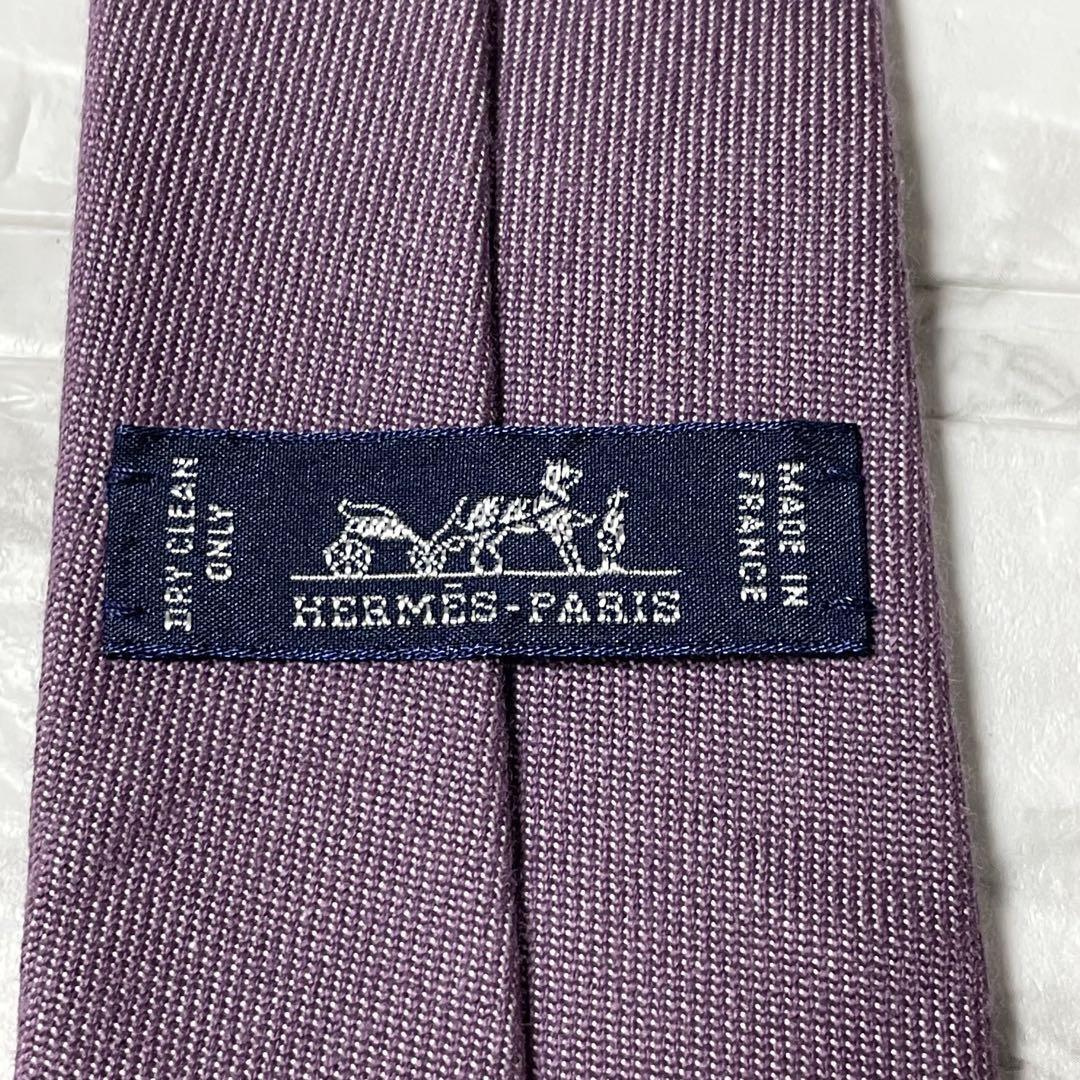 DRY CLEAN
ONLY
HERMÈS-PARIS
MADE IN
FRANCE